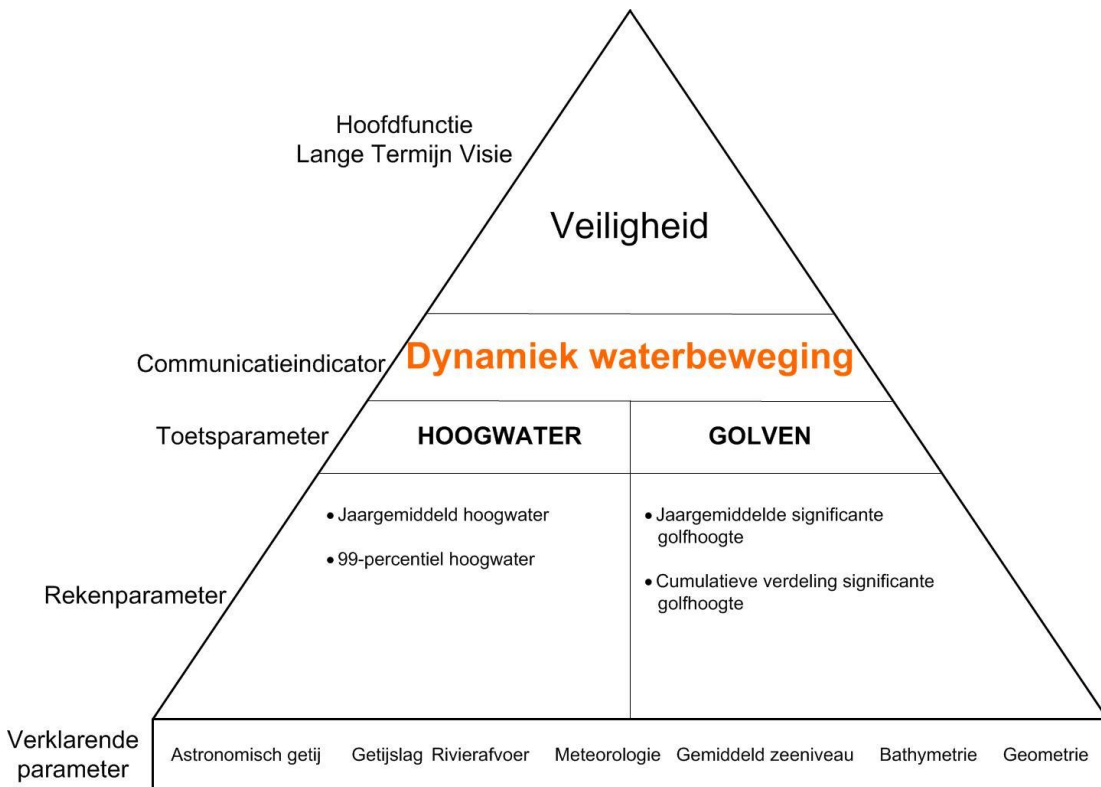 Hoofdfunctie
Lange Termijn Visie
Veiligheid
Communicatieindicator
Dynamiek waterbeweging
Toetsparameter
HOOGWATER
GOLVEN
Rekenparameter
• Jaargemiddeld hoogwater
• 99-percentiel hoogwater
• Jaargemiddelde significante
golfhoogte
• Cumulatieve verdeling significante
golfhoogte
Verklarende
parameter
Astronomisch getij Getijslag Rivierafvoer Meteorologie Gemiddeld zeeniveau Bathymetrie Geometrie